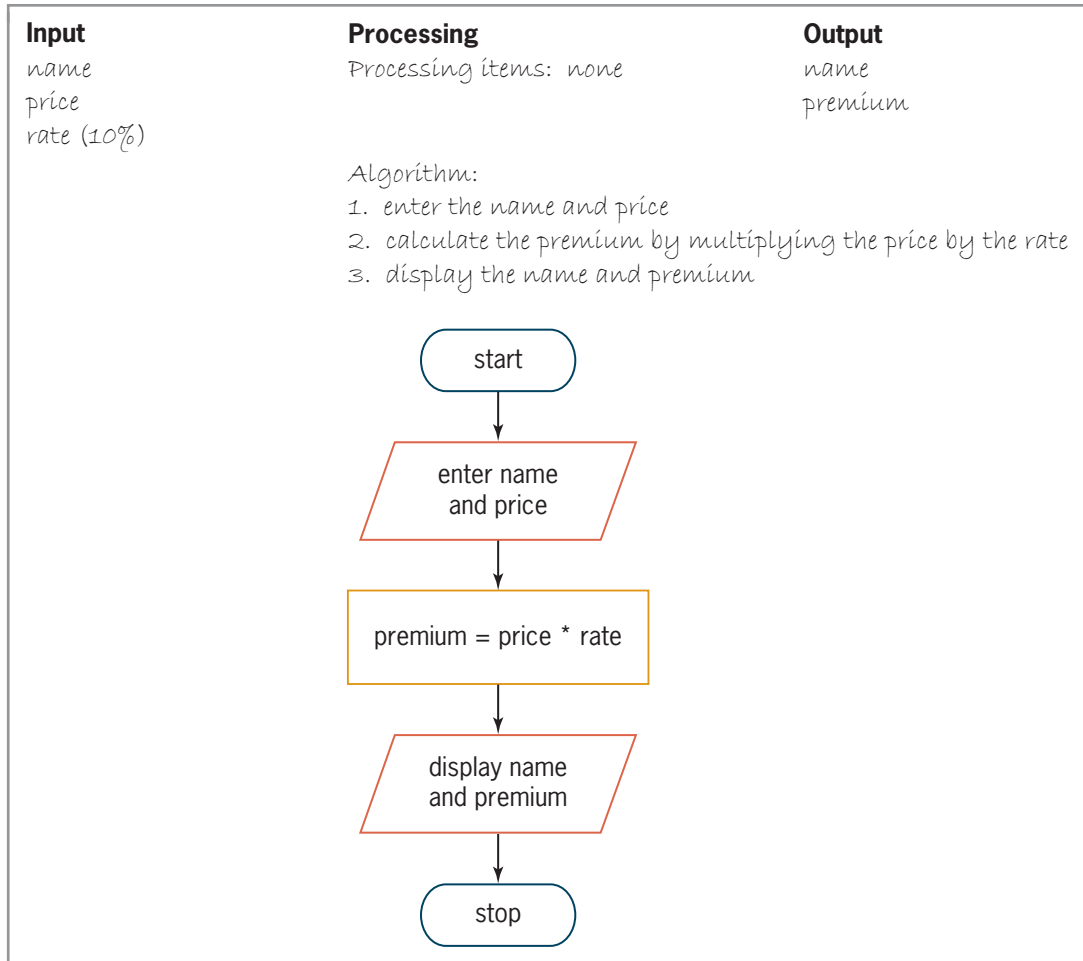 Input
name
price
rate (10%)
Processing
Processing items: none
Algorithm:
1. enter the name and price
2. calculate the premium by multiplying the price by the rate
3. display the name and premium
Output
name
premium
start
enter name
and price
premium = price * rate
display name
and premium
stop